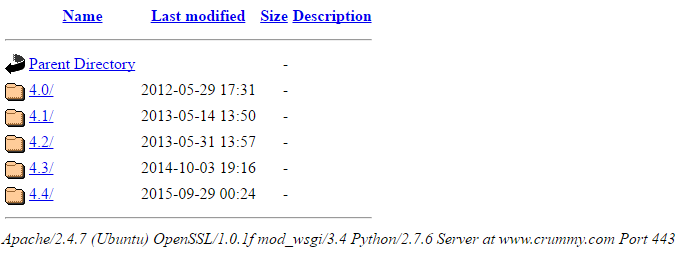 Name Last modified Size Description
Parent Directory -
4.0/ 2012-05-29 17:31 -
4.1/ 2013-05-14 13:50 -
4.2/ 2013-05-31 13:57 -
4.3/ 2014-10-03 19:16 -
4.4/ 2015-09-29 00:24 -
Apache/2.4.7 (Ubuntu) OpenSSL/1.0.1f mod_wsgi/3.4 Python/2.7.6 Server at www.crummy.com Port 443